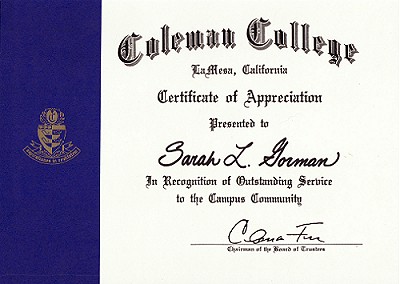 Coleman College
LaMesa, California
Certificate of Appreciation
Presented to
Sarah L. Gorman
In Recognition of Outstanding Service
to the Campus Community
Chairman of the Board of Trustees